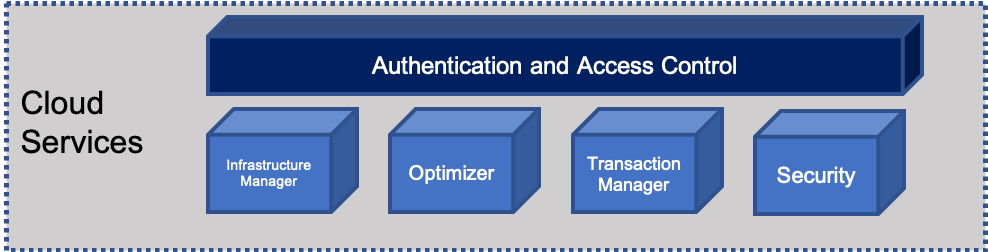 Authentication and Access Control
Cloud
Services
Infrastructure
Manager
Optimizer
Transaction
Manager
Security